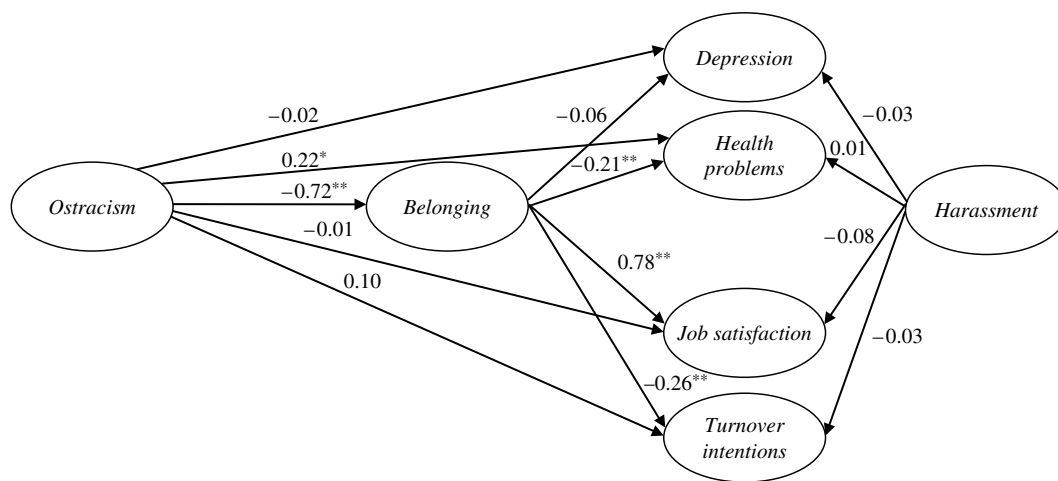 Depression
−0.02
−0.06
−0.03
Health
problems
0.22*
0.01
−0.21**
−0.72**
Ostracism
Belonging
Harassment
−0.01
−0.08
0.78**
0.10
Job satisfaction
−0.03
−0.26**
Turnover
intentions